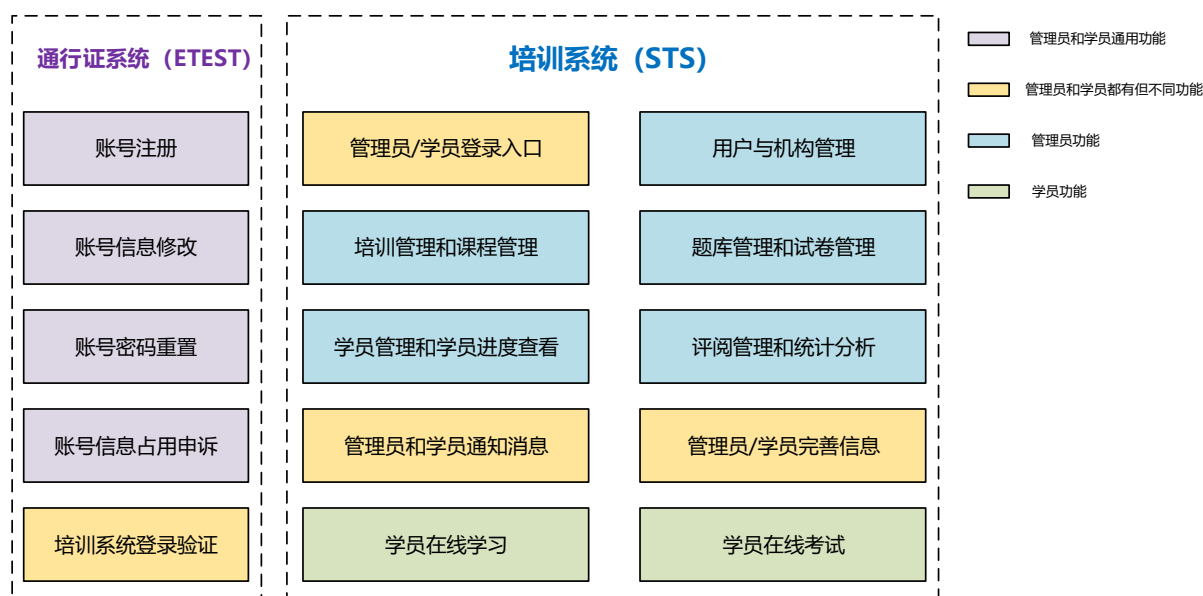 通行证系统（ETEST）
账号注册
账号信息修改
账号密码重置
账号信息占用申诉
培训系统登录验证
培训系统（STS）
管理员/学员登录入口
用户与机构管理
培训管理和课程管理
题库管理和试卷管理
学员管理和学员进度查看
评阅管理和统计分析
管理员和学员通知消息
管理员/学员完善信息
学员在线学习
学员在线考试
管理员和学员通用功能
管理员和学员都有但不同功能
管理员功能
学员功能